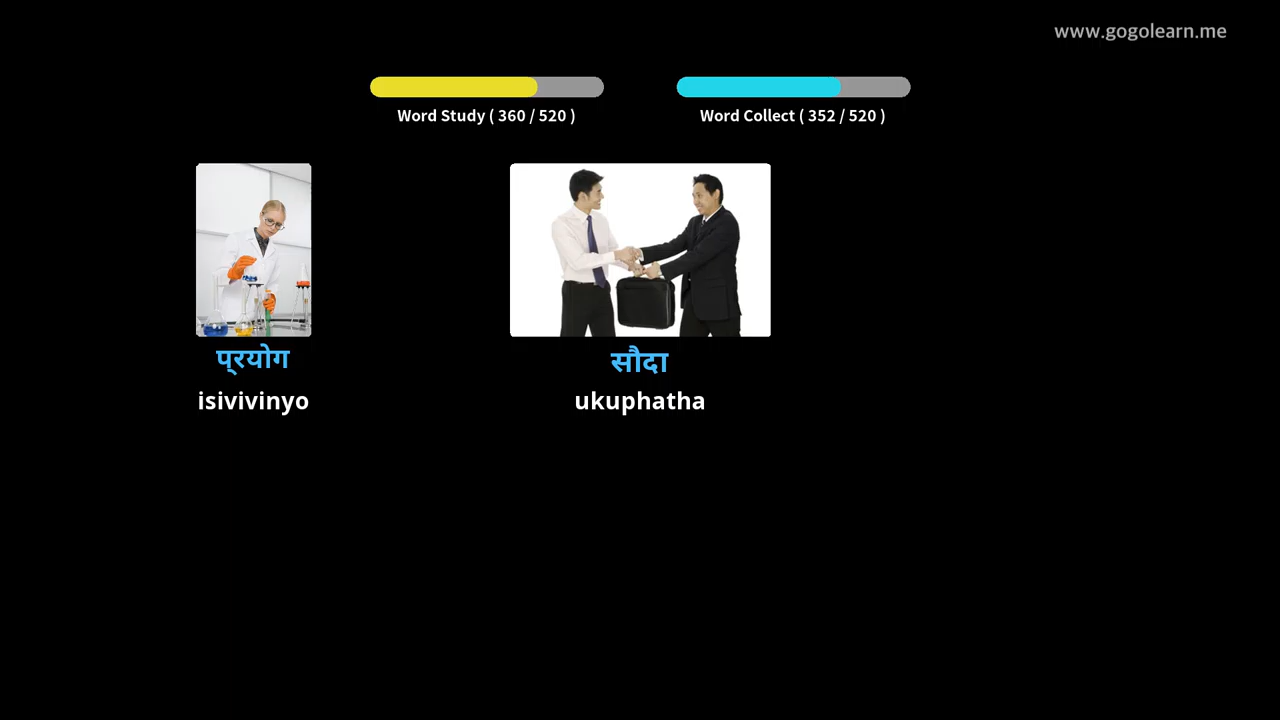 www.gogolearn.me
Word Study ( 360 / 520 )
Word Collect ( 352 / 520 )
प्रयोग
सौदा
isivivinyo
ukuphatha